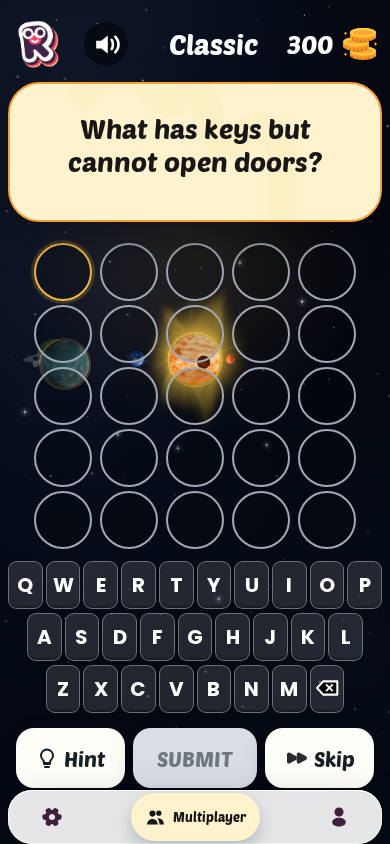 R
Classic
300
What has keys but
cannot open doors?
Q W E R T Y U I O P
A S D F G H J K L
Z X C V B N M
Hint
SUBMIT
Skip
Multiplayer